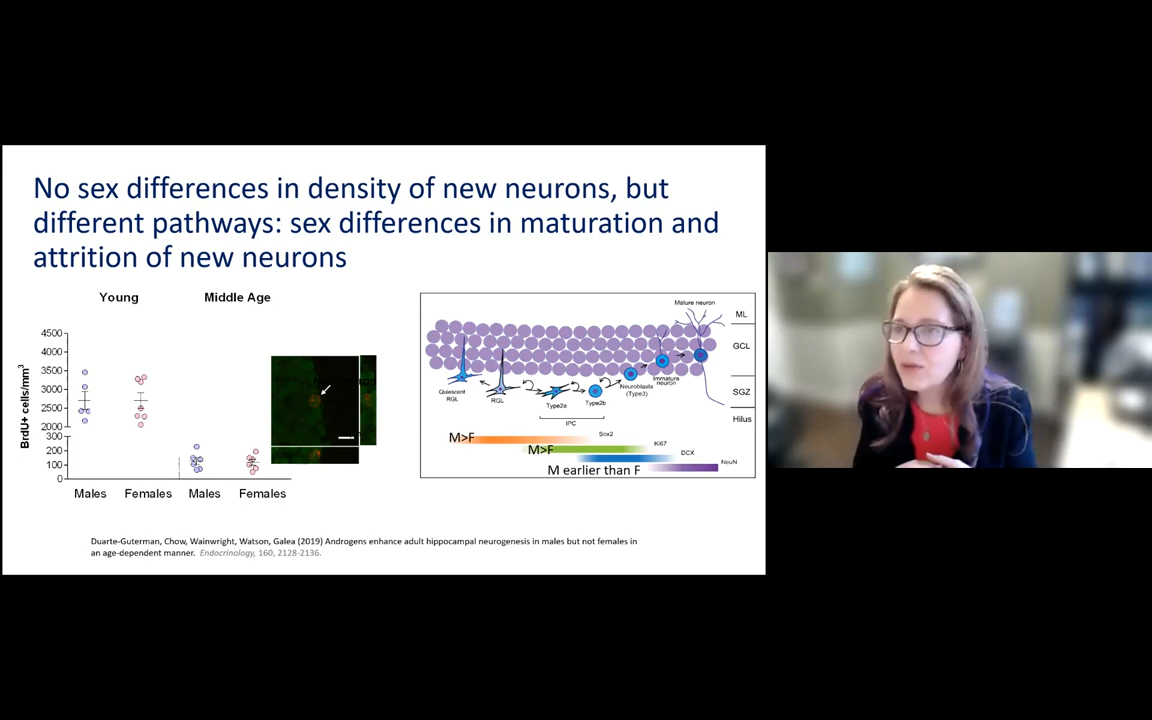 No sex differences in density of new neurons, but
different pathways: sex differences in maturation and
attrition of new neurons
Young
Middle Age
BrdU+ cells/mm3
4500
4000
3500
3000
2500
2000
300
200
100
0
Males
Females
Males
Females
Mature neuron
ML
GCL
SGZ
Hilus
Quiescent
RGL
RGL
Type2a
Type2b
Neuroblasts
(Type3)
Immature
neuron
IPC
M>F
Sox2
M>F
Ki67
DCX
M earlier than F
NeuN
Duarte-Guterman, Chow, Wainwright, Watson, Galea (2019) Androgens enhance adult hippocampal neurogenesis in males but not females in
an age-dependent manner. Endocrinology, 160, 2128-2136.